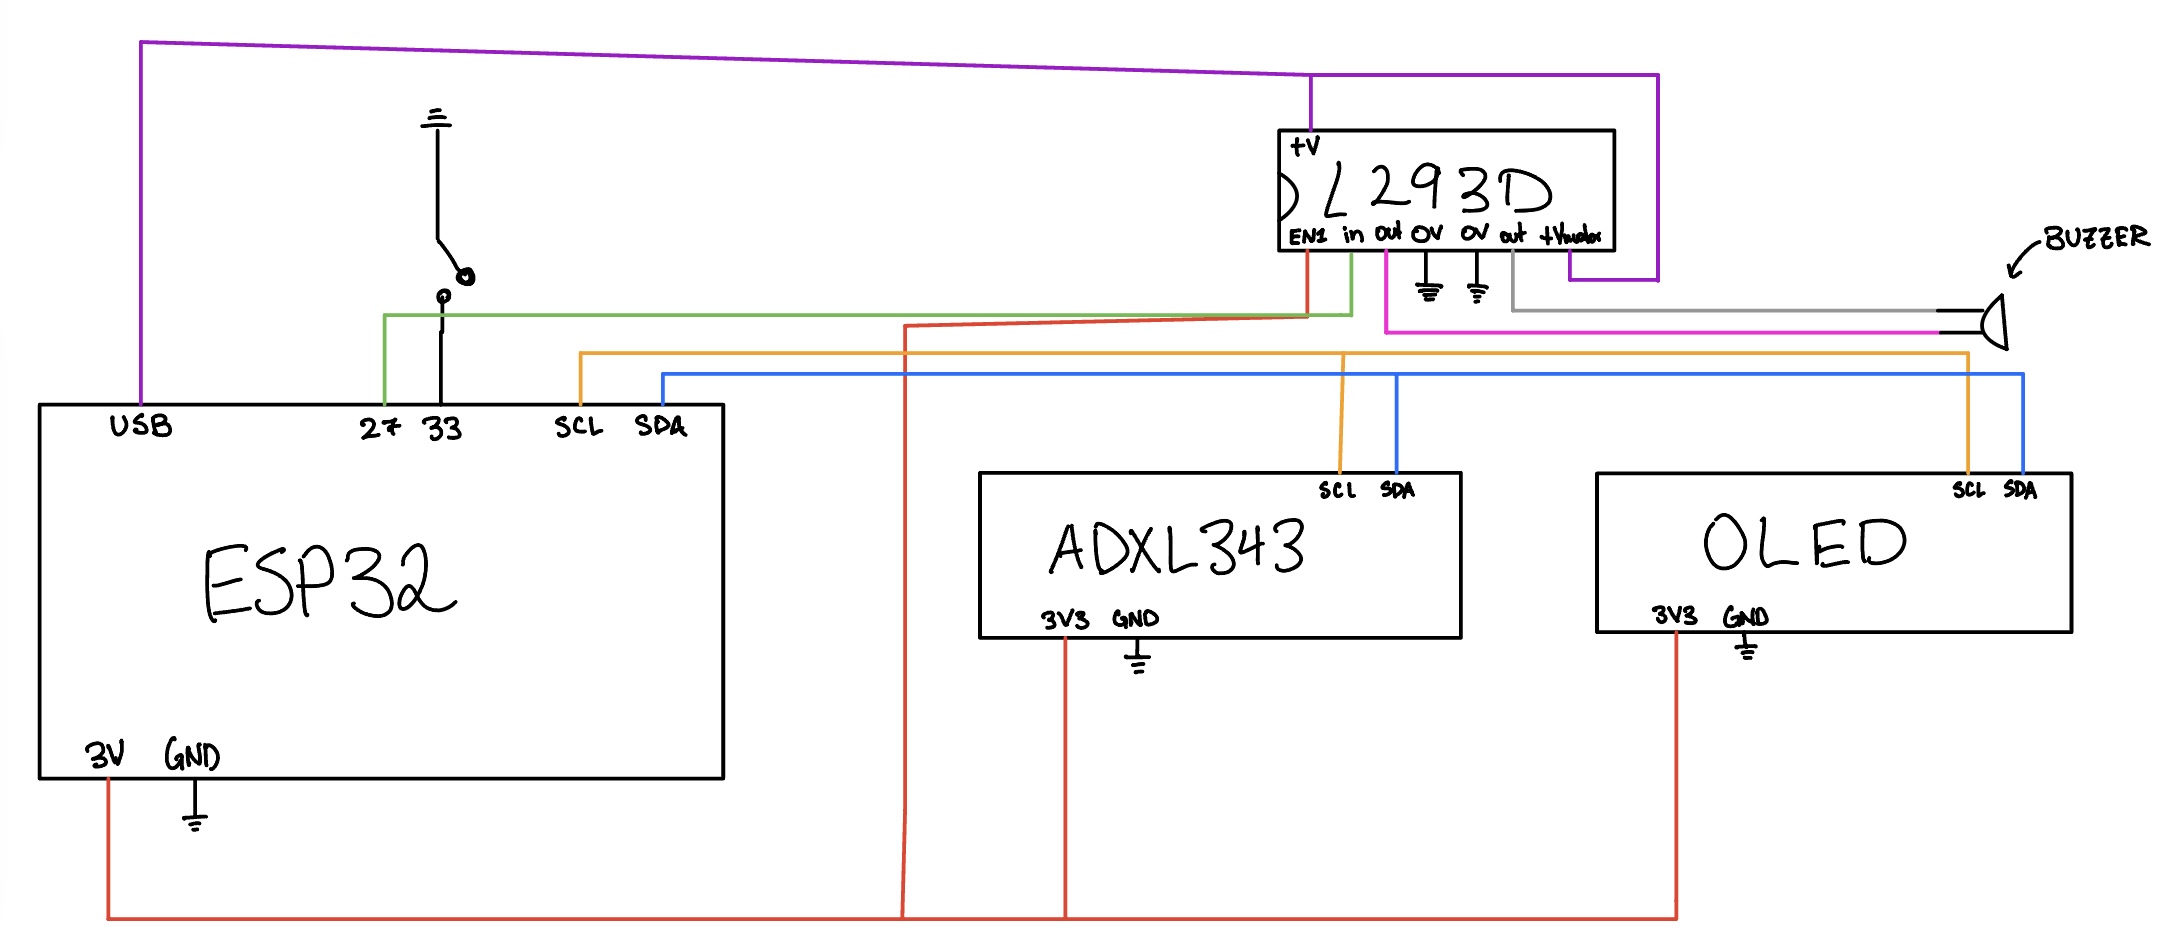 +V
L293D
EN1 in out 0V 0V out +Vmotor
BUZZER
USB 27 33 SCL SDA
ESP32
3V GND
SCL SDA
ADXL343
3V3 GND
SCL SDA
OLED
3V3 GND